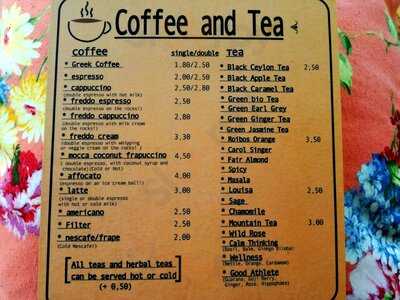 Coffee and Tea
coffee single/double
* Greek Coffee 1.80/2.50
* espresso 2.00/2.50
* cappuccino 2.50/2.80
(double espresso with hot milk)
* freddo espresso 2.50
(double espresso on the rocks!)
* freddo cappuccino 2.80
(double espresso with milk cream
on the rocks!)
* freddo cream 3,30
(double espresso with whipping
or veggie cream on the rocks! )
* mocca coconut frapuccino 4,50
( double espresso, with coconut syrup and
chocolate)(Cold or Hot)
* affocato 4.00
(espresso on an ice cream ball!)
* latte 3.00
(single or double espresso
with hot or cold milk)
* americano 2.50
* Filter 2.50
* nescafe/frape 2.00
(Cold Nescafe!)
All teas and herbal teas
can be served hot or cold
(+ 0,50)
tea
* Black Ceylon Tea 2,50
* Black Apple Tea
* Black Caramel Tea
* Green bio Tea
* Green Earl Grey
* Green Ginger Tea
* Green Jasmine Tea
* Roibos Orange 3,50
* Carol Singer
* Fair Almond
* Spicy
* Masala
* Louisa 2,50
* Sage
* Chamomile
* Mountain Tea 3.00
* Wild Rose
* Calm Thinking
* Wellness
(Nettle, Orange, Cardamon)
* Good Athlete
Ginger, Rose, Hippophaes)